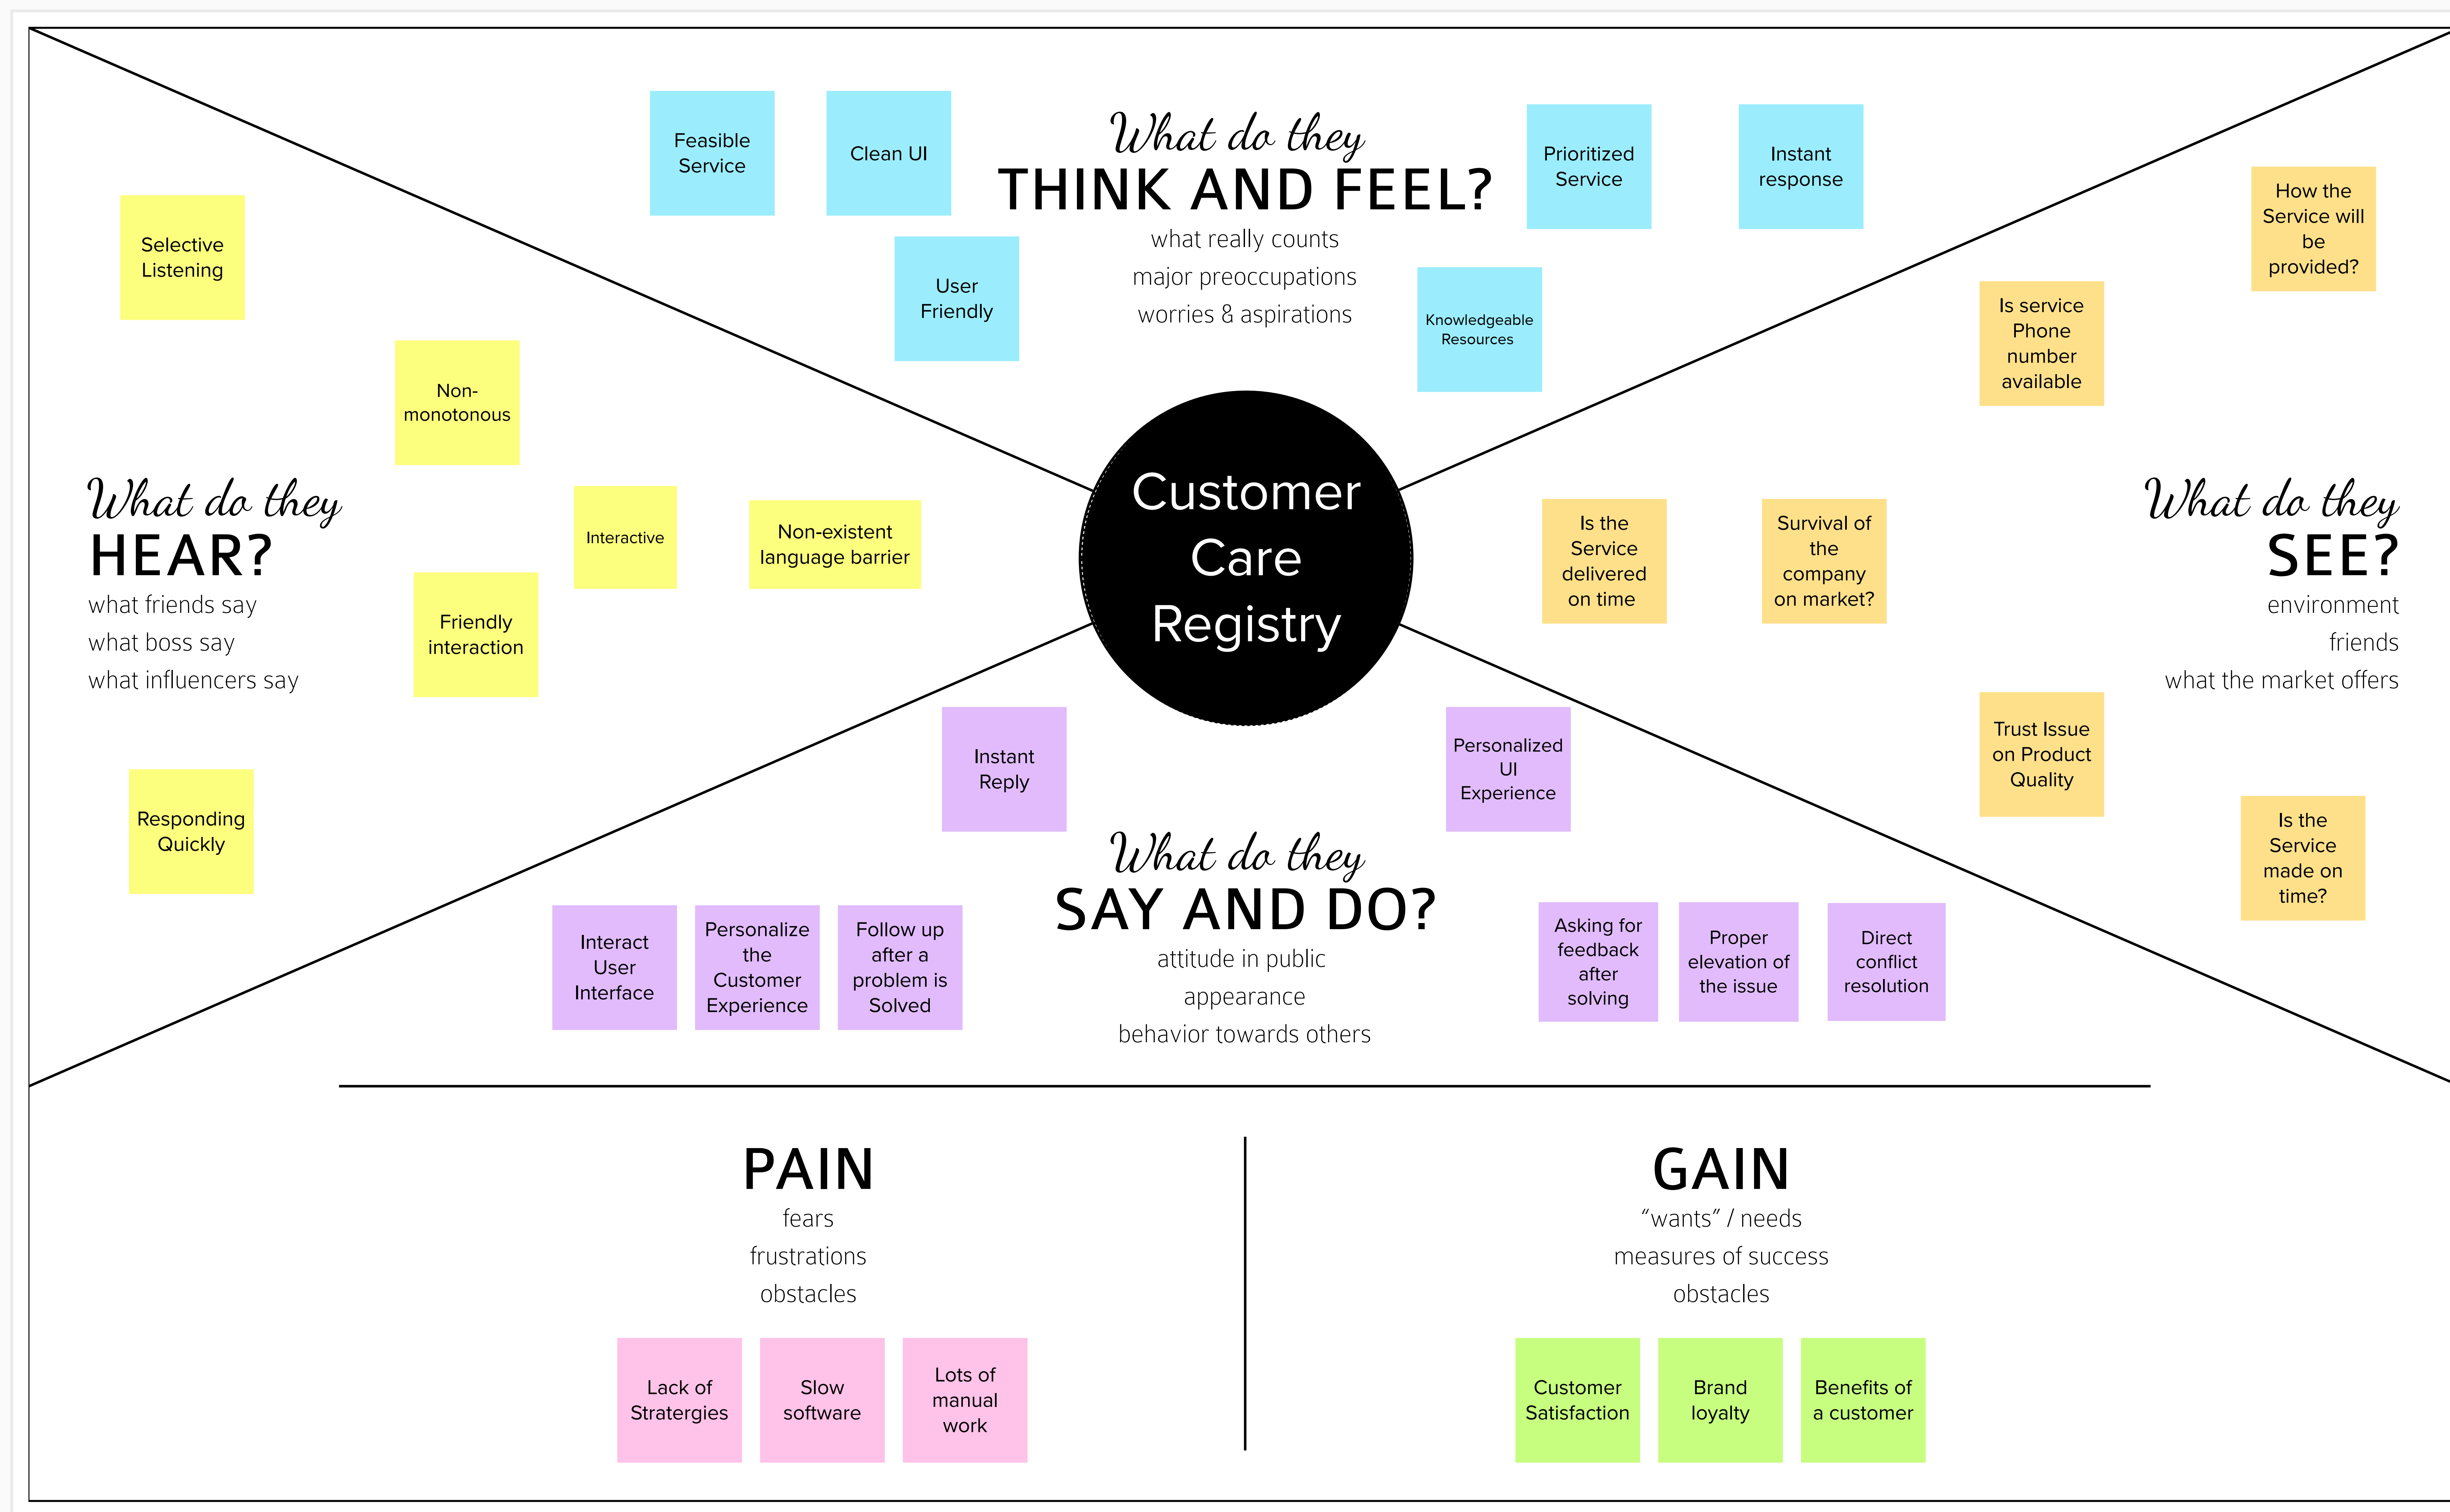 What do they
THINK AND FEEL?
what really counts
major preoccupations
worries & aspirations
Feasible
Service
Clean UI
User
Friendly
Prioritized
Service
Instant
response
Knowledgeable
Resources
What do they
HEAR?
what friends say
what boss say
what influencers say
Selective
Listening
Non-
monotonous
Interactive
Non-existent
language barrier
Friendly
interaction
Responding
Quickly
Customer
Care
Registry
What do they
SEE?
environment
friends
what the market offers
How the
Service will
be
provided?
Is service
Phone
number
available
Is the
Service
delivered
on time
Survival of
the
company
on market?
Trust Issue
on Product
Quality
Is the
Service
made on
time?
What do they
SAY AND DO?
attitude in public
appearance
behavior towards others
Instant
Reply
Personalized
UI
Experience
Interact
User
Interface
Personalize
the
Customer
Experience
Follow up
after a
problem is
Solved
Asking for
feedback
after
solving
Proper
elevation of
the issue
Direct
conflict
resolution
PAIN
fears
frustrations
obstacles
Lack of
Stratergies
Slow
software
Lots of
manual
work
GAIN
“wants” / needs
measures of success
obstacles
Customer
Satisfaction
Brand
loyalty
Benefits of
a customer